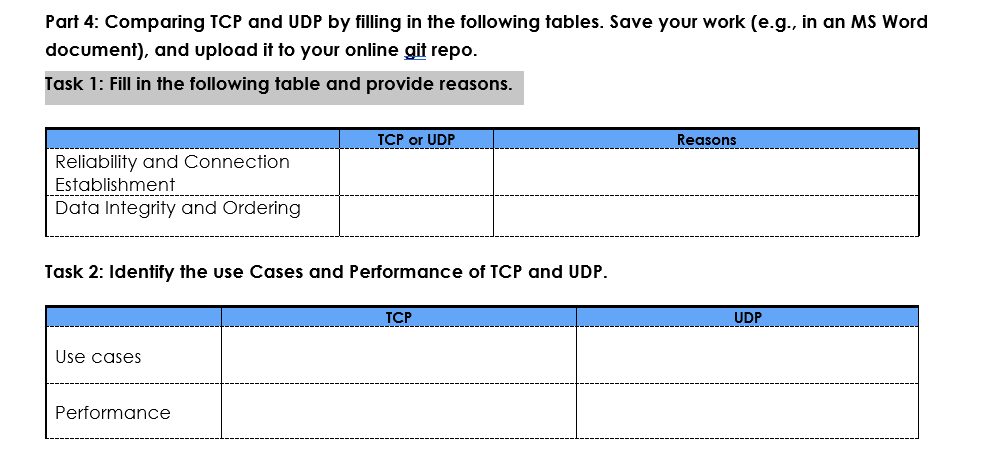 Part 4: Comparing TCP and UDP by filling in the following tables. Save your work (e.g., in an MS Word
document), and upload it to your online git repo.
Task 1: Fill in the following table and provide reasons.
TCP or UDP Reasons
Reliability and Connection
Establishment
Data Integrity and Ordering
Task 2: Identify the use Cases and Performance of TCP and UDP.
TCP UDP
Use cases
Performance